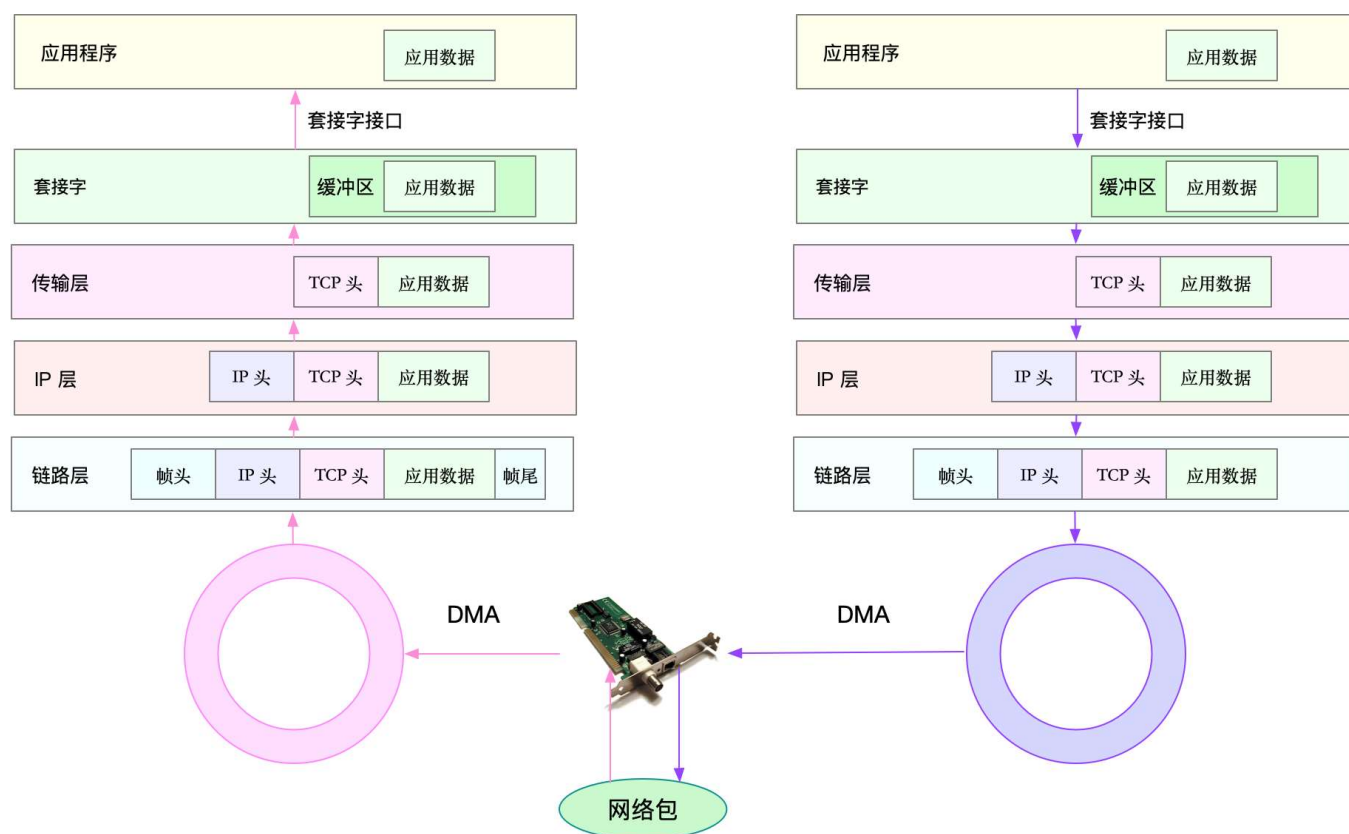 应用程序
应用数据
套接字接口
套接字
缓冲区
应用数据
传输层
TCP 头
应用数据
IP 层
IP 头
TCP 头
应用数据
链路层
帧头
IP 头
TCP 头
应用数据
帧尾
DMA
应用程序
应用数据
套接字接口
套接字
缓冲区
应用数据
传输层
TCP 头
应用数据
IP 层
IP 头
TCP 头
应用数据
链路层
帧头
IP 头
TCP 头
应用数据
DMA
网络包